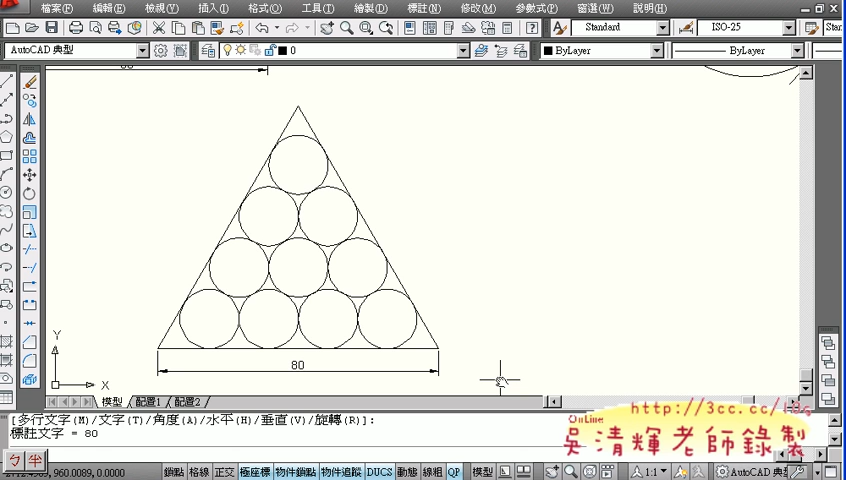 檔案(F) 編輯(E) 檢視(V) 插入(I) 格式(O) 工具(T) 繪製(D) 標註(N) 修改(M) 參數式(P) 窗選(W) 說明(H)
Standard ISO-25 Stan
AutoCAD 典型 0 ByLayer ByLayer
80
Y
X
模型 配置1 配置2
[多行文字(M)/文字(T)/角度(A)/水平(H)/垂直(V)/旋轉(R)]:
標註文字 = 80
http://3cc.cc/10g
OnLine
吳清輝老師錄製
960.0089, 0.0000 鎖點 格線 正交 極座標 物件鎖點 物件追蹤 DUCS 動態 線粗 QP 模型 1:1 AutoCAD 典